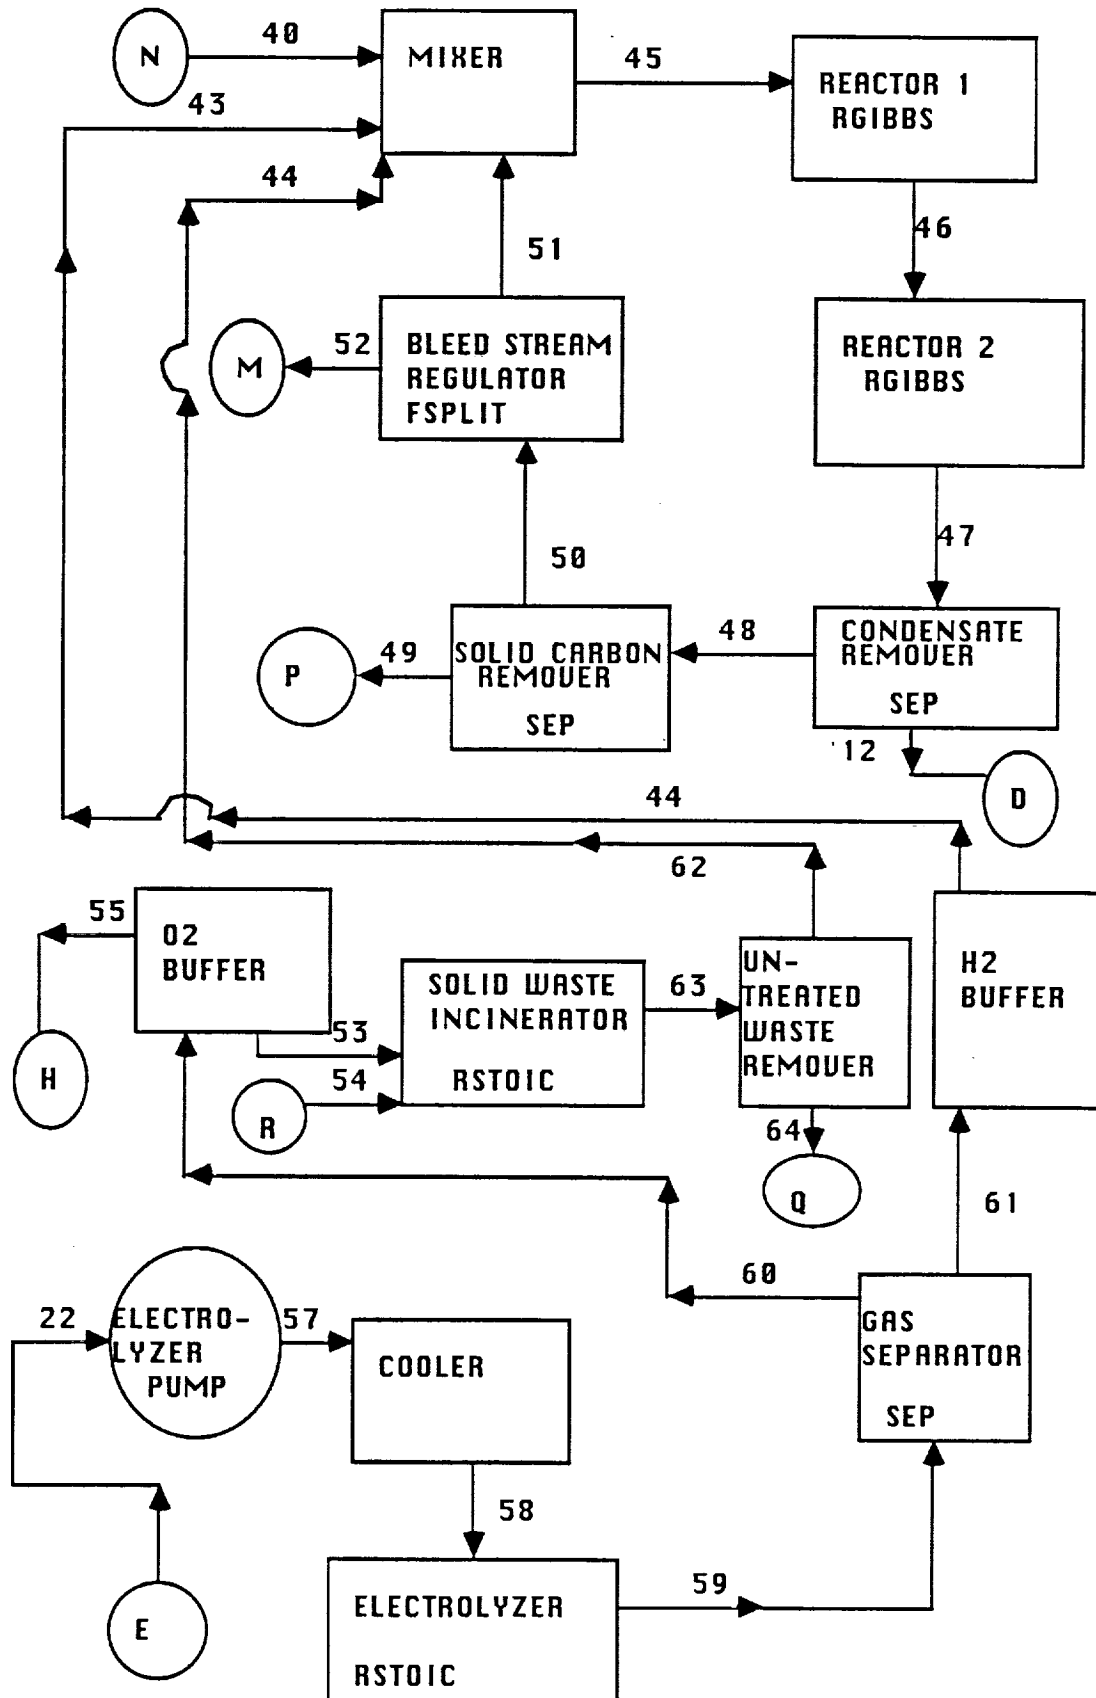 N
40
MIXER
45
REACTOR 1
RGIBBS
43
44
46
51
52
M
BLEED STREAM
REGULATOR
FSPLIT
REACTOR 2
RGIBBS
47
50
48
49
P
SOLID CARBON
REMOVER
SEP
CONDENSATE
REMOVER
SEP
12
D
44
62
55
O2
BUFFER
H
53
54
R
SOLID WASTE
INCINERATOR
RSTOIC
63
UN-
TREATED
WASTE
REMOVER
H2
BUFFER
64
Q
61
60
22
ELECTRO-
LYZER
PUMP
57
COOLER
GAS
SEPARATOR
SEP
58
E
ELECTROLYZER
RSTOIC
59